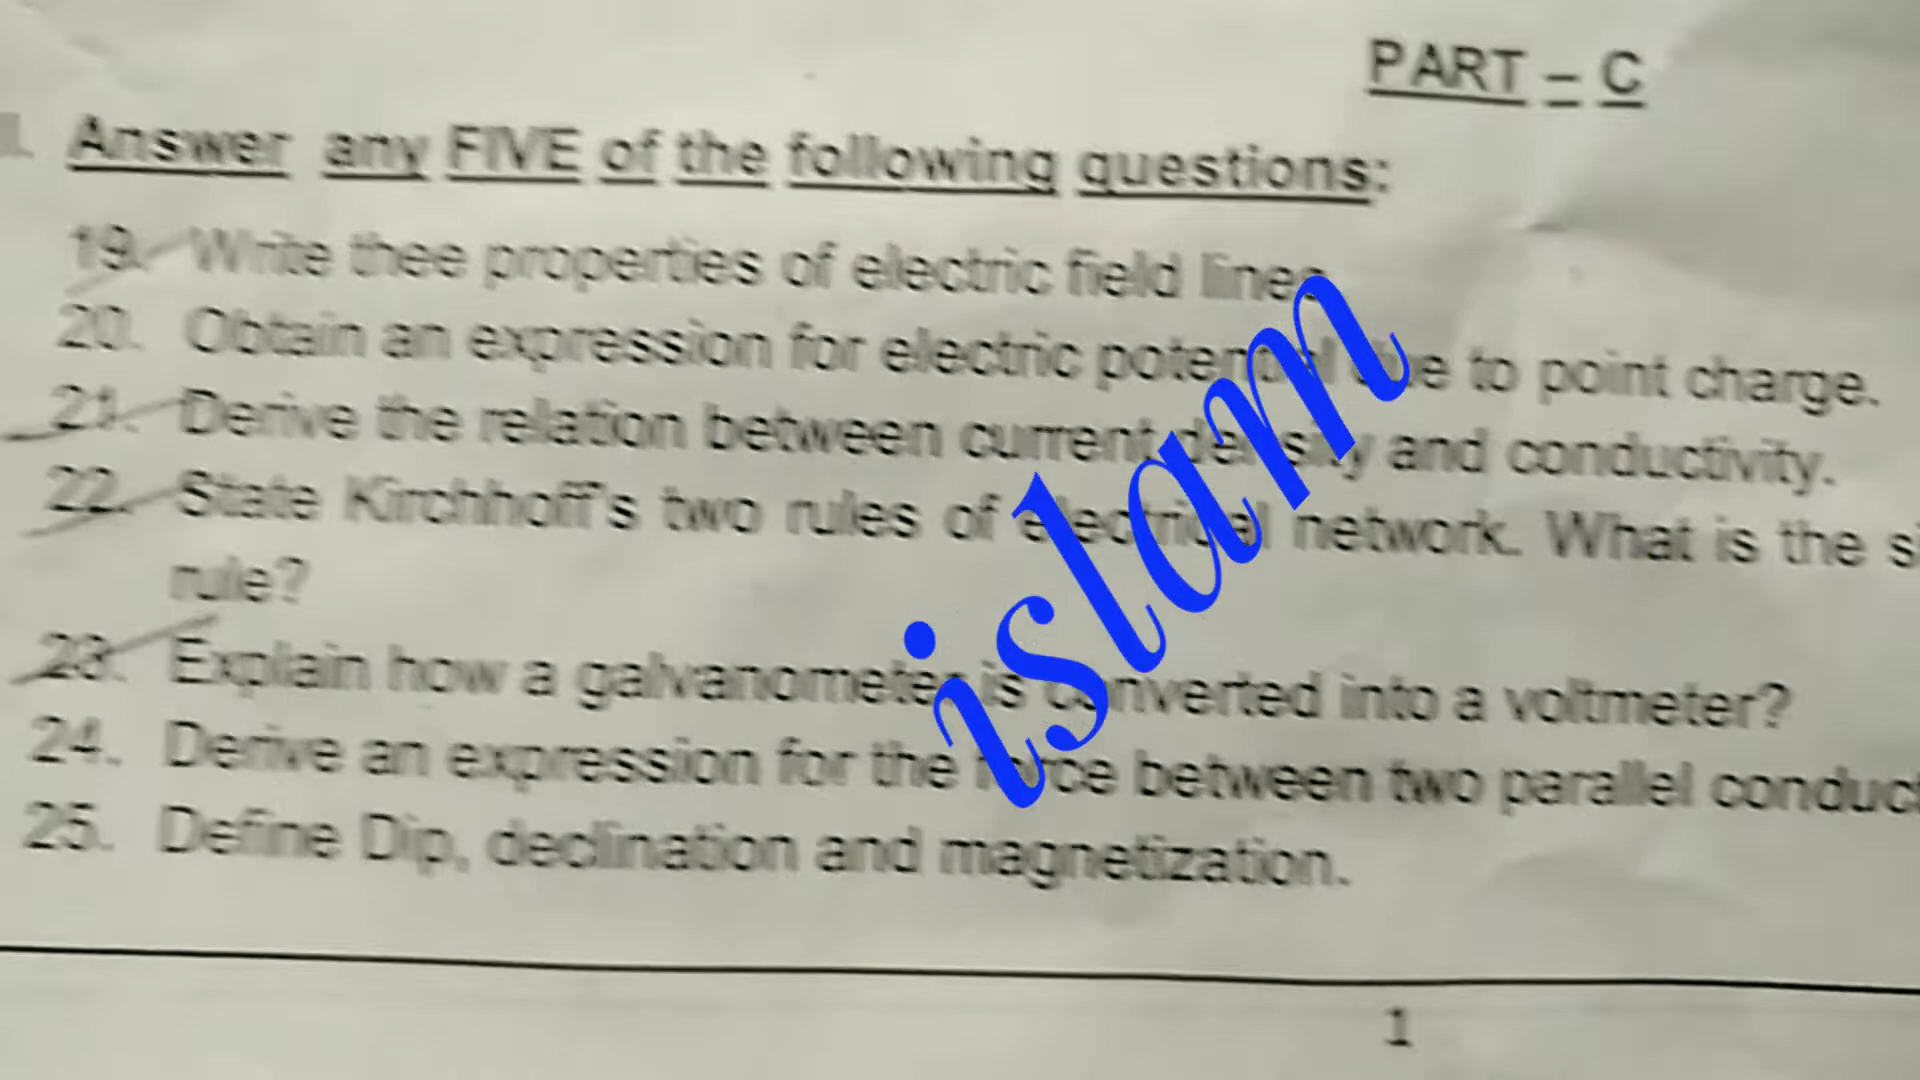 PART – C
Answer any FIVE of the following questions:
19. Write thee properties of electric field lines
20. Obtain an expression for electric potential due to point charge.
21. Derive the relation between current density and conductivity.
22. State Kirchhoff's two rules of electrical network. What is the
rule?
23. Explain how a galvanometer is converted into a voltmeter?
24. Derive an expression for the force between two parallel
25. Define Dip, declination and magnetization.
islam
1